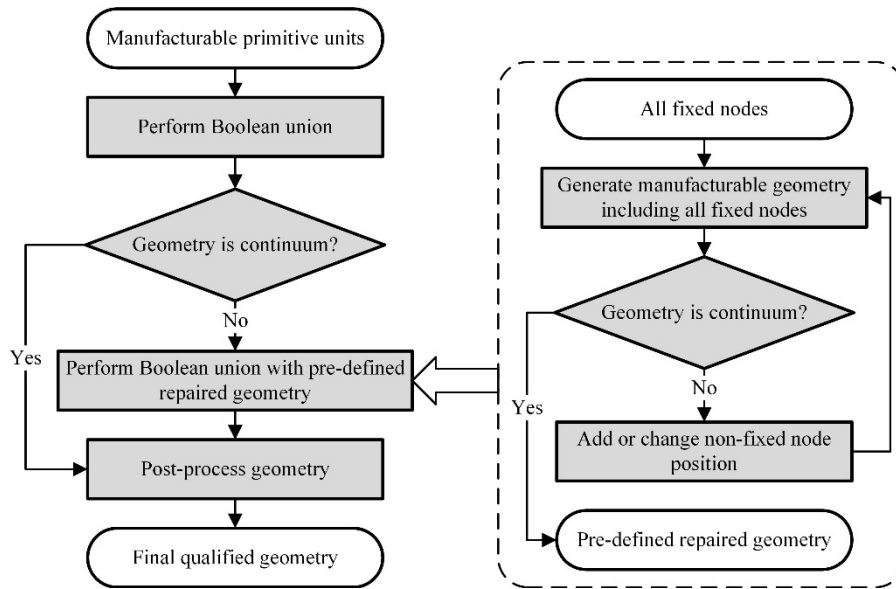 Manufacturable primitive units
Perform Boolean union
Geometry is continuum?
No
Yes
Perform Boolean union with pre-defined
repaired geometry
Post-process geometry
Final qualified geometry
All fixed nodes
Generate manufacturable geometry
including all fixed nodes
Geometry is continuum?
No
Yes
Add or change non-fixed node
position
Pre-defined repaired geometry